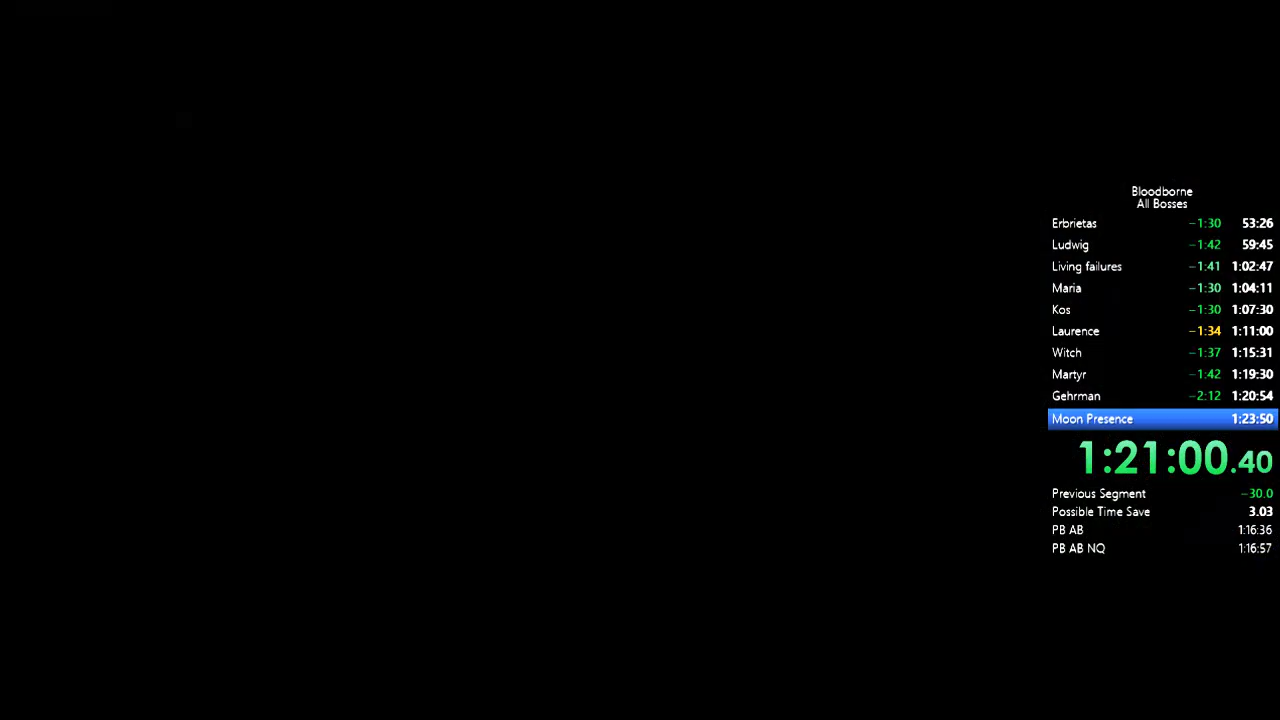 Bloodborne
All Bosses
Erbrietas -1:30 53:26
Ludwig -1:42 59:45
Living failures -1:41 1:02:47
Maria -1:30 1:04:11
Kos -1:30 1:07:30
Laurence -1:34 1:11:00
Witch -1:37 1:15:31
Martyr -1:42 1:19:30
Gehrman -2:12 1:20:54
Moon Presence 1:23:50
1:21:00.40
Previous Segment -30.0
Possible Time Save 3.03
PB AB 1:16:36
PB AB NQ 1:16:57